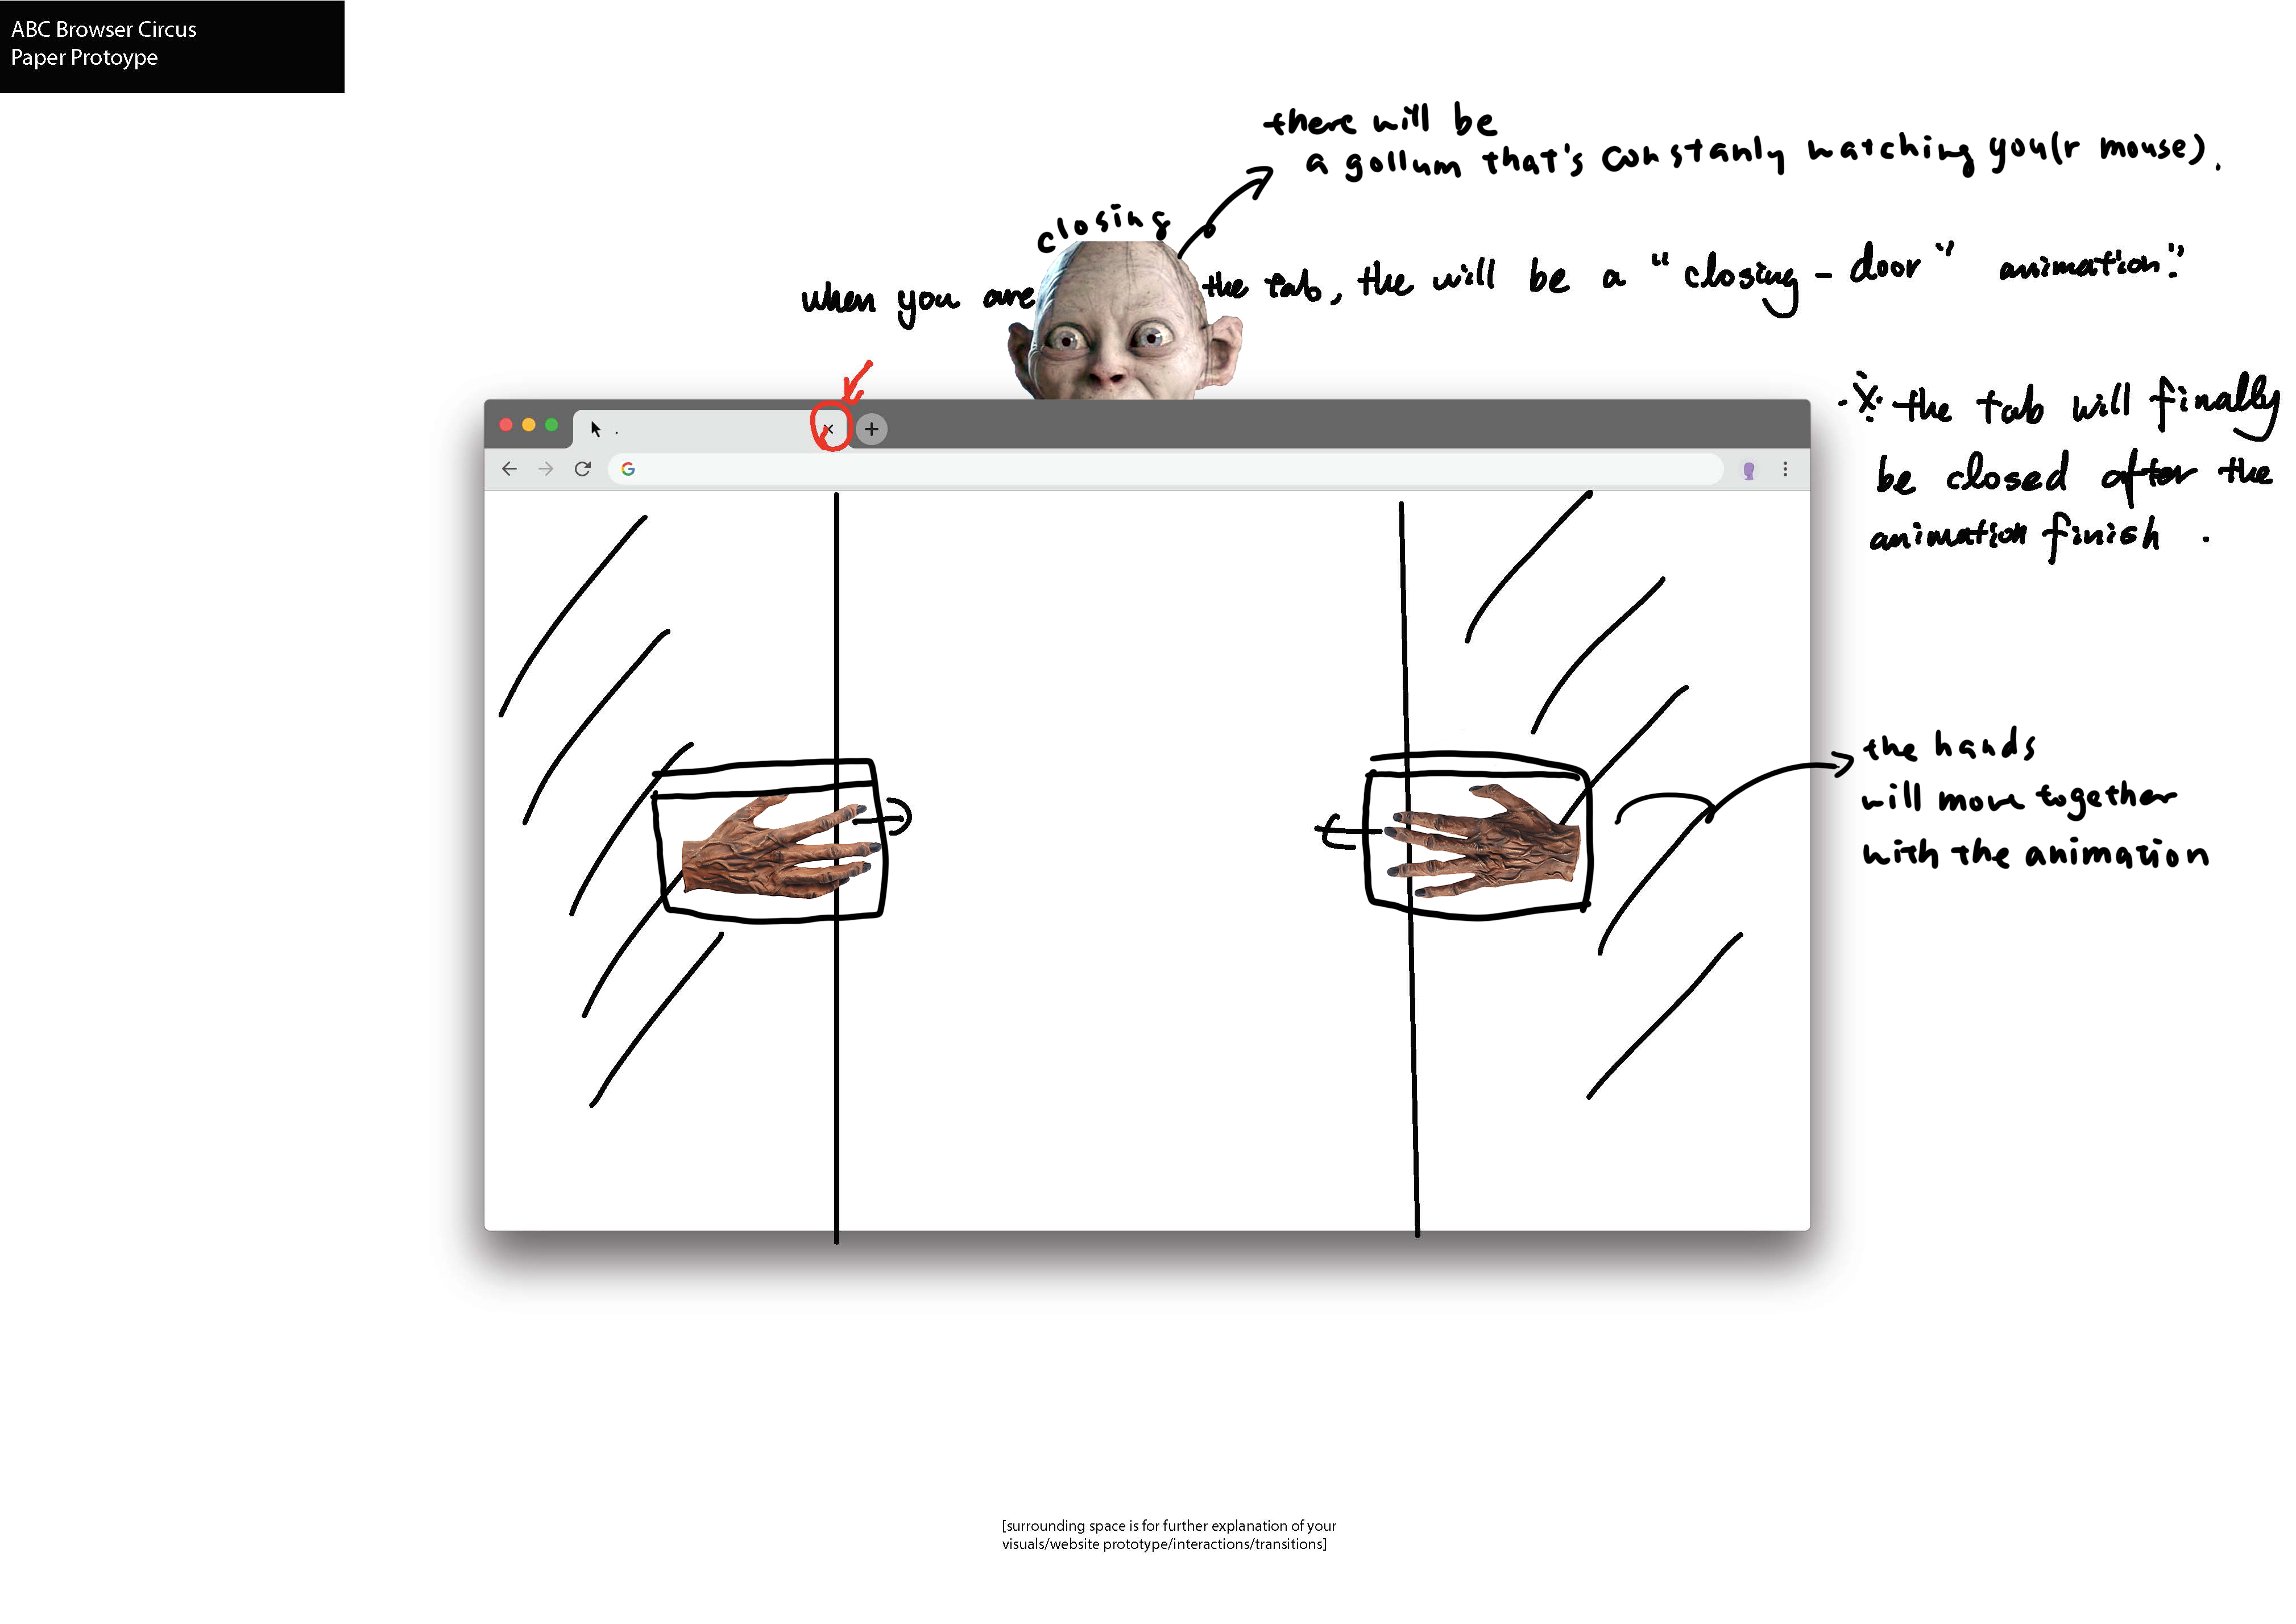 ABC Browser Circus
Paper Protoype
there will be
a gollum that's constanly watching you(r mouse).
closing
when you are the tab, the will be a "closing-door" animation."
※ the tab will finally
be closed after the
animation finish.
the hands
will move together
with the animation
[surrounding space is for further explanation of your
visuals/website prototype/interactions/transitions]